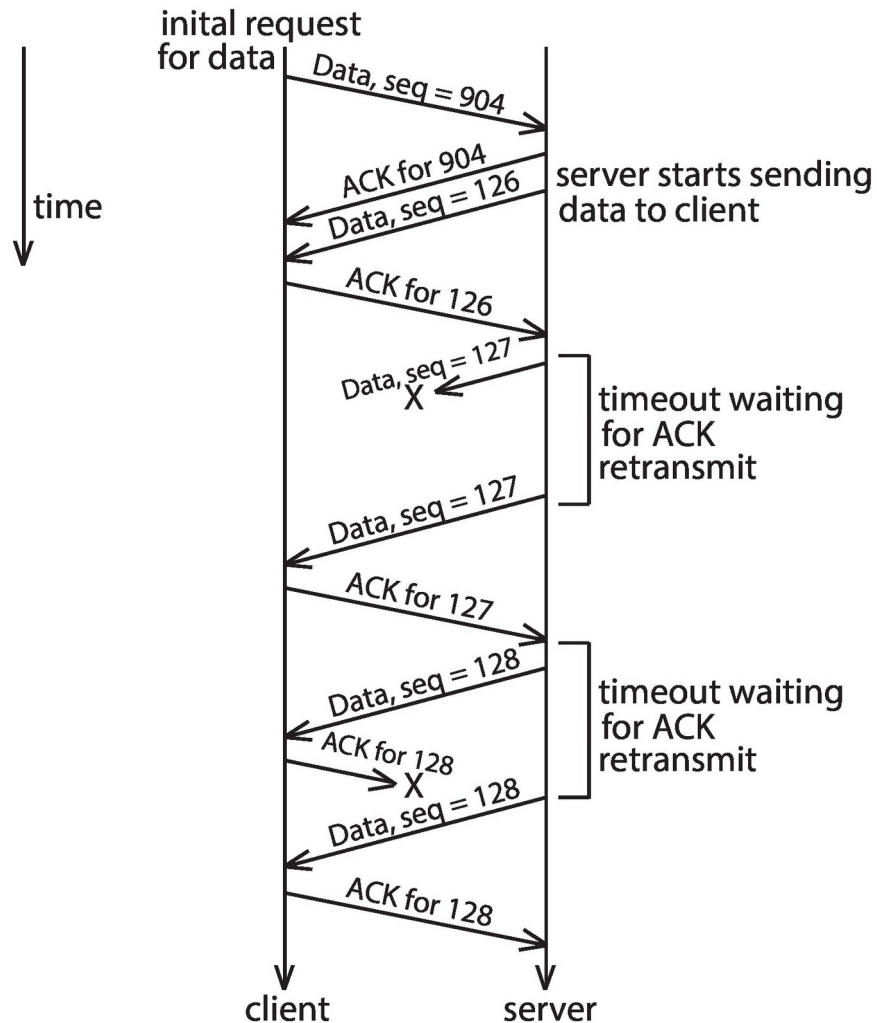 inital request
for data
Data, seq = 904
ACK for 904
server starts sending
data to client
time
Data, seq = 126
ACK for 126
Data, seq = 127
X
timeout waiting
for ACK
retransmit
Data, seq = 127
ACK for 127
Data, seq = 128
timeout waiting
for ACK
retransmit
ACK for 128
X
Data, seq = 128
ACK for 128
client
server